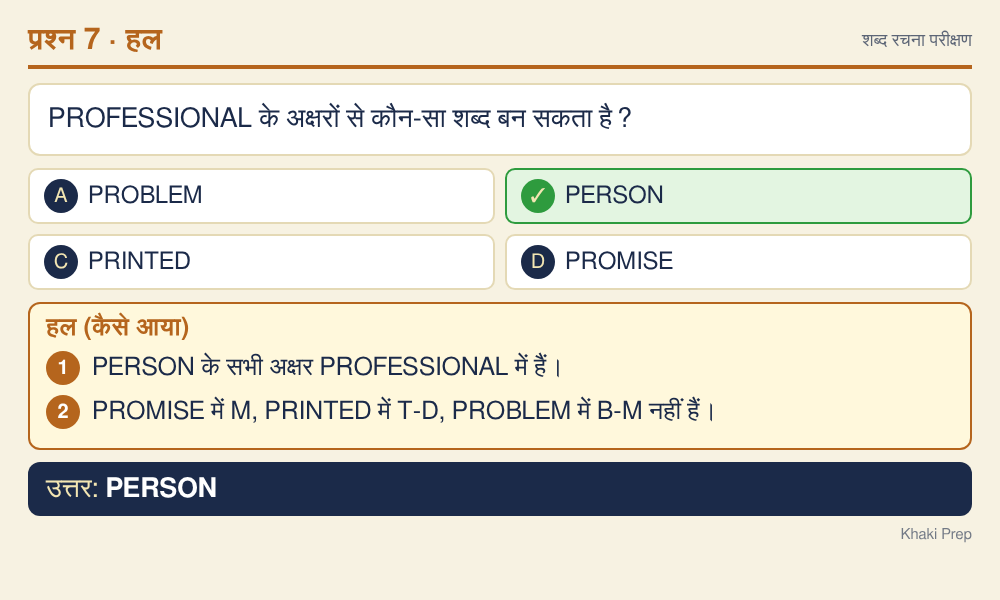 प्रश्न 7 · हल
शब्द रचना परीक्षण
PROFESSIONAL के अक्षरों से कौन-सा शब्द बन सकता है ?
A PROBLEM
✓ PERSON
C PRINTED
D PROMISE
हल (कैसे आया)
1 PERSON के सभी अक्षर PROFESSIONAL में हैं।
2 PROMISE में M, PRINTED में T-D, PROBLEM में B-M नहीं हैं।
उत्तर: PERSON
Khaki Prep